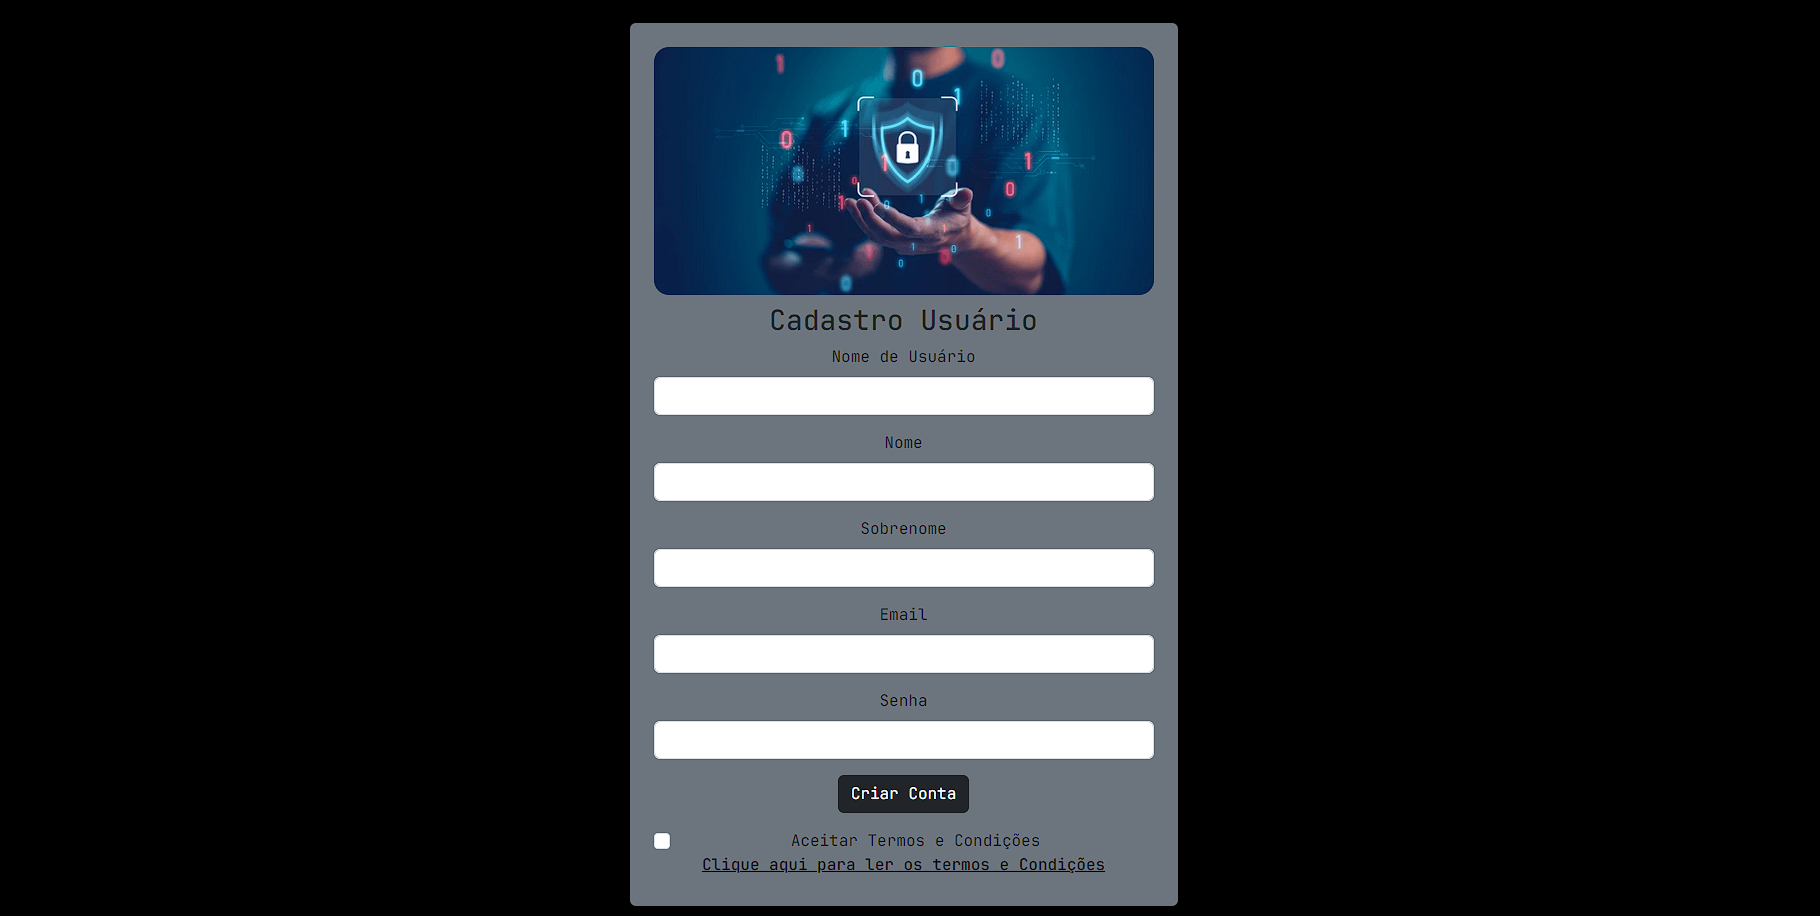 Cadastro Usuário
Nome de Usuário
Nome
Sobrenome
Email
Senha
Criar Conta
Aceitar Termos e Condições
Clique aqui para ler os termos e Condições